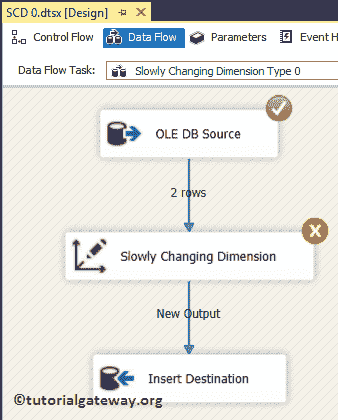 SCD 0.dtsx [Design]
Control Flow Data Flow Parameters Event H
Data Flow Task: Slowly Changing Dimension Type 0
OLE DB Source
2 rows
Slowly Changing Dimension
New Output
Insert Destination
©tutorialgateway.org